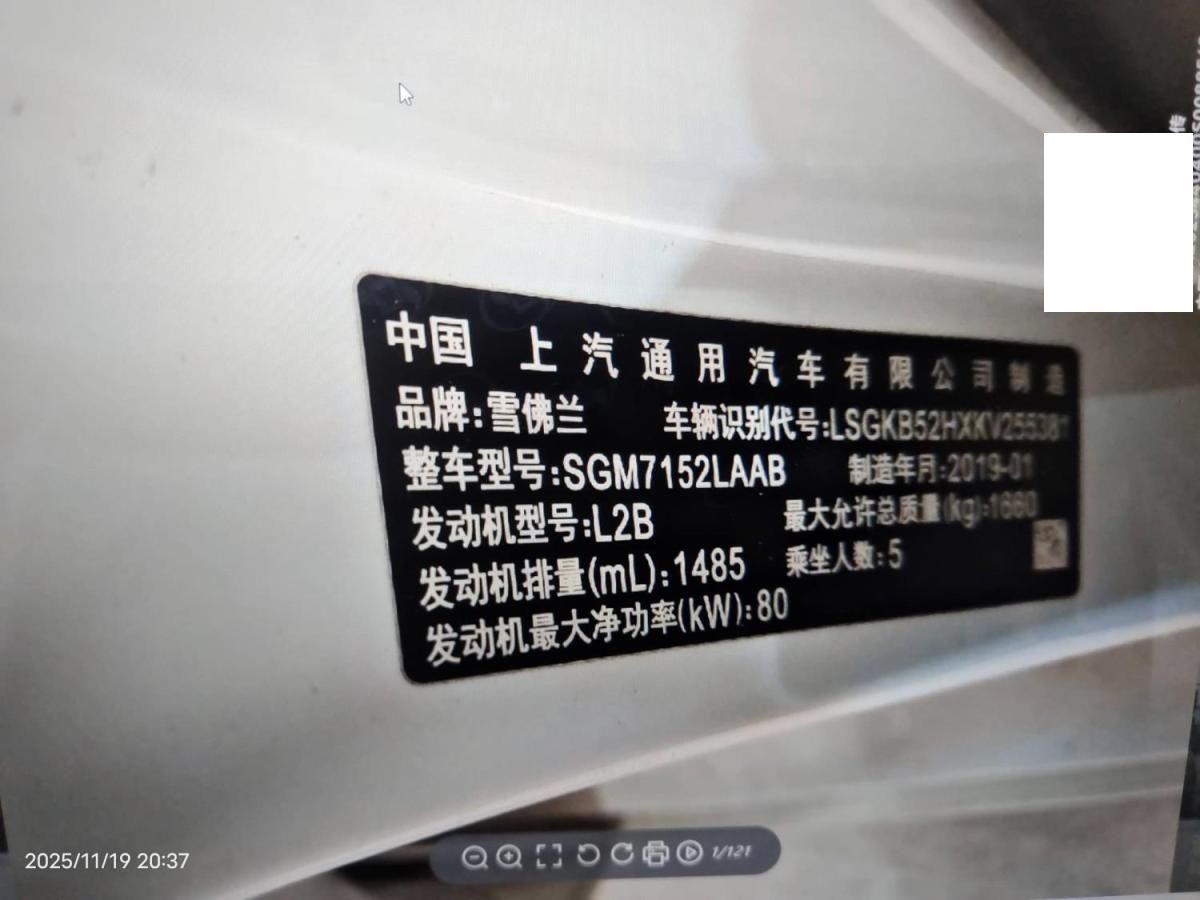 中国 上汽通用汽车有限公司制造
品牌:雪佛兰 车辆识别代号:LSGKB52HXKV255381
整车型号:SGM7152LAAB 制造年月:2019-01
发动机型号:L2B 最大允许总质量(kg):1660
发动机排量(mL):1485 乘坐人数:5
发动机最大净功率(kW):80
1/121
2025/11/19 20:37